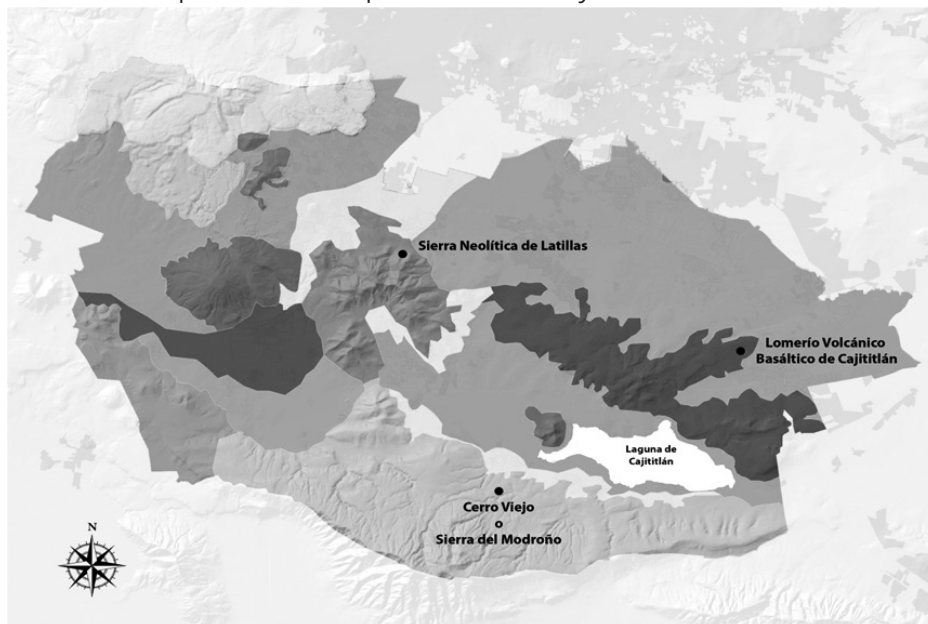 Sierra Neolítica de Latillas
Lomerío Volcánico
Basáltico de Cajititlán
Laguna de
Cajititlán
Cerro Viejo
o
Sierra del Modroño
N